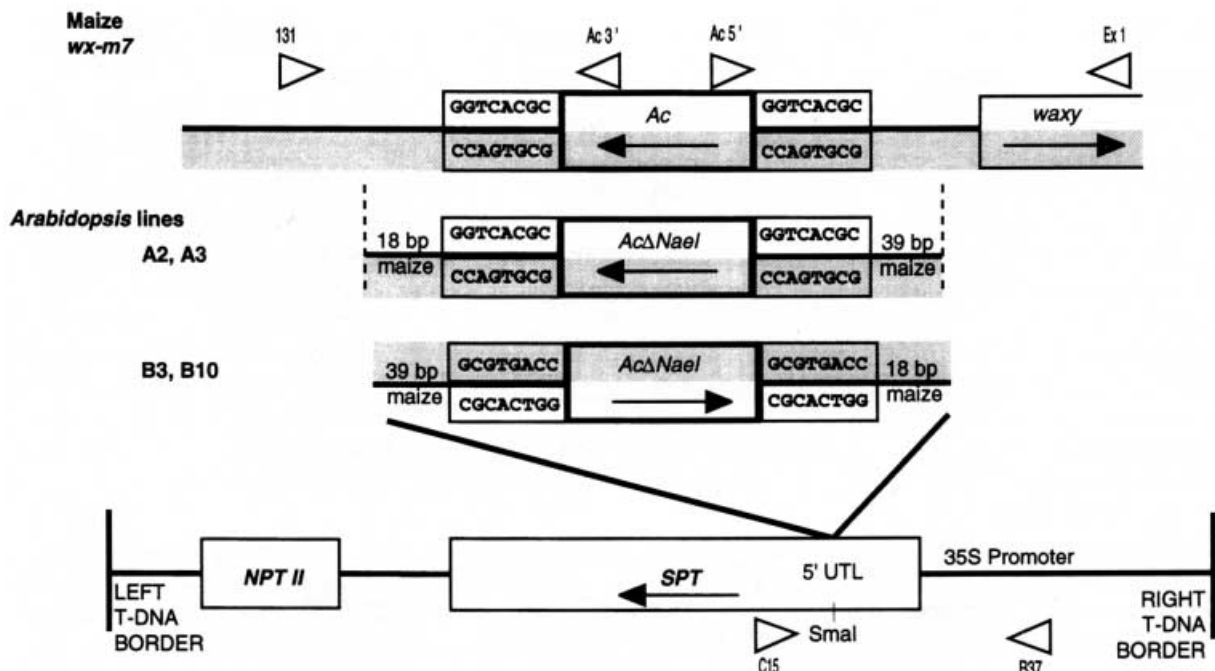 Maize
wx-m7
131
Ac 3'
Ac 5'
Ex 1
GGTCACGC
Ac
GGTCACGC
waxy
CCAGTGCG
CCAGTGCG
Arabidopsis lines
A2, A3
18 bp
maize
GGTCACGC
AcΔNaeI
GGTCACGC
39 bp
maize
CCAGTGCG
CCAGTGCG
B3, B10
39 bp
maize
GCGTGACC
AcΔNaeI
GCGTGACC
18 bp
maize
CGCACTGG
CGCACTGG
NPT II
SPT
5' UTL
35S Promoter
LEFT
T-DNA
BORDER
SmaI
RIGHT
T-DNA
BORDER
C15
B37